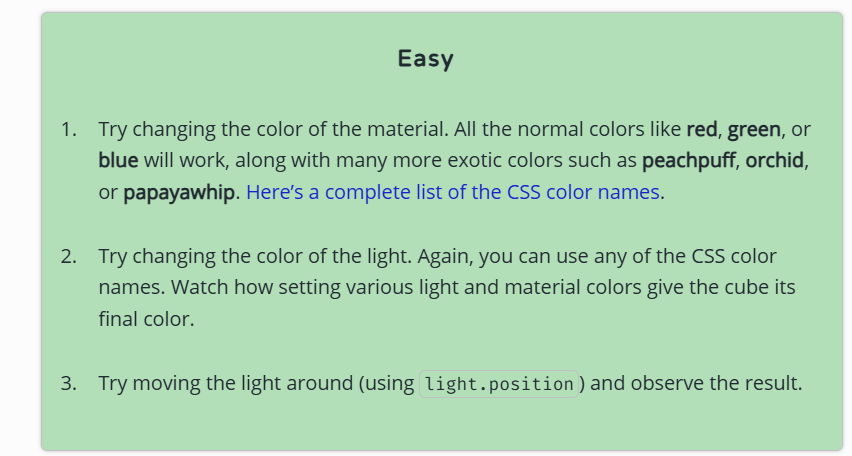 Easy
1. Try changing the color of the material. All the normal colors like red, green, or
blue will work, along with many more exotic colors such as peachpuff, orchid,
or papayawhip. Here’s a complete list of the CSS color names.
2. Try changing the color of the light. Again, you can use any of the CSS color
names. Watch how setting various light and material colors give the cube its
final color.
3. Try moving the light around (using light.position) and observe the result.